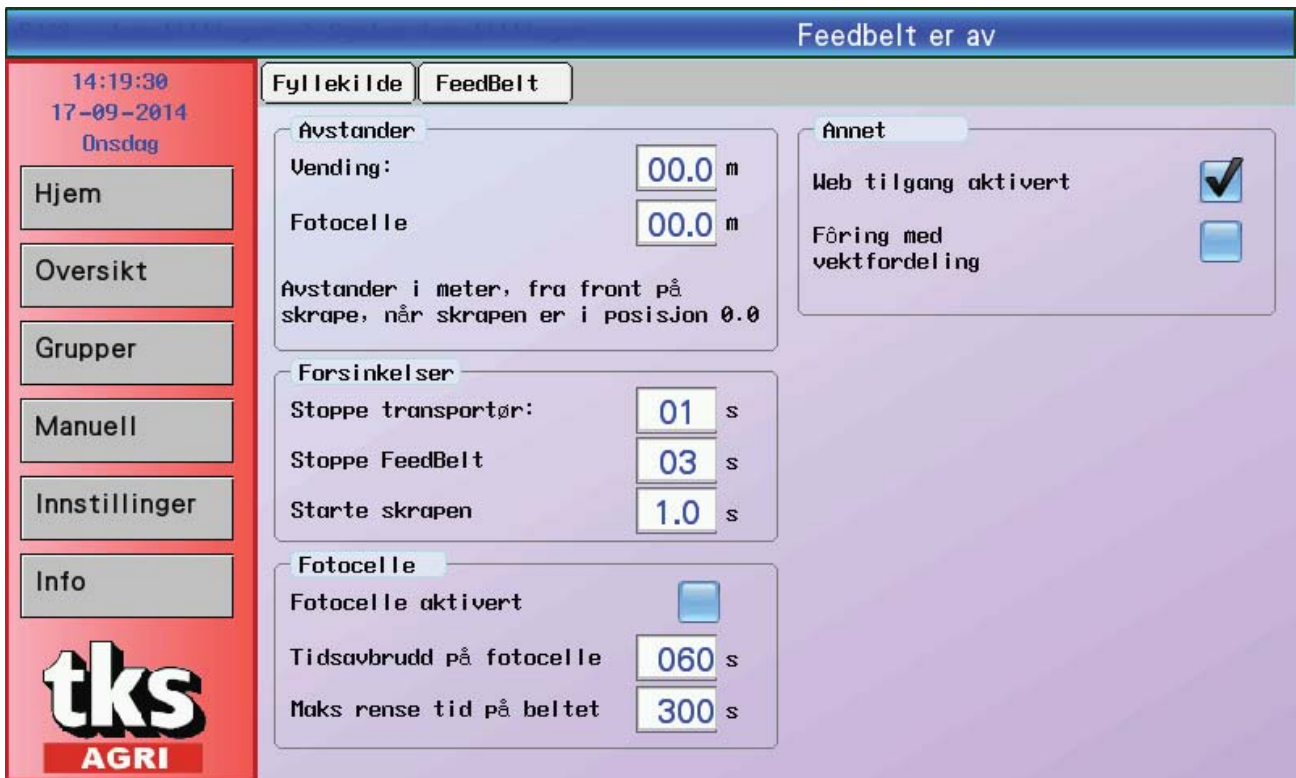 Feedbelt er av
14:19:30
17-09-2014
Onsdag
Hjem
Oversikt
Grupper
Manuell
Innstillinger
Info
tks
AGRI
Fyllekilde
FeedBelt
Avstander
Vending: 00.0 m
Fotocelle 00.0 m
Avstander i meter, fra front på
skrape, når skrapen er i posisjon 0.0
Forsinkelser
Stoppe transportør: 01 s
Stoppe FeedBelt 03 s
Starte skrapen 1.0 s
Fotocelle
Fotocelle aktivert
Tidsavbrudd på fotocelle 060 s
Maks rense tid på beltet 300 s
Annet
Web tilgang aktivert
Fôring med
vektfordeling